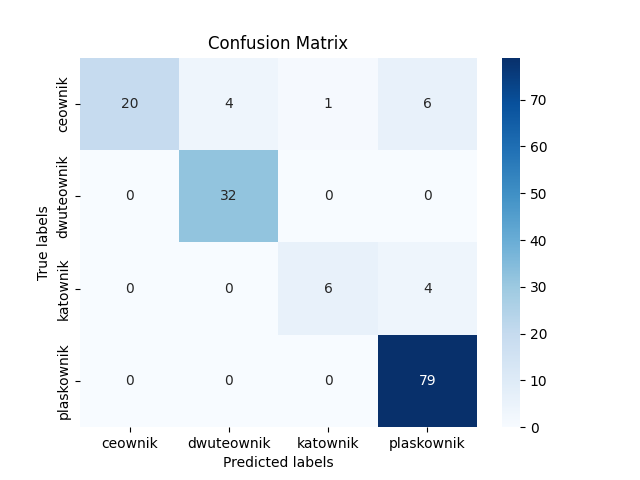 Confusion Matrix
True labels
ceownik
dwuteownik
katownik
plaskownik
20 4 1 6
0 32 0 0
0 0 6 4
0 0 0 79
ceownik dwuteownik katownik plaskownik
Predicted labels
70
60
50
40
30
20
10
0